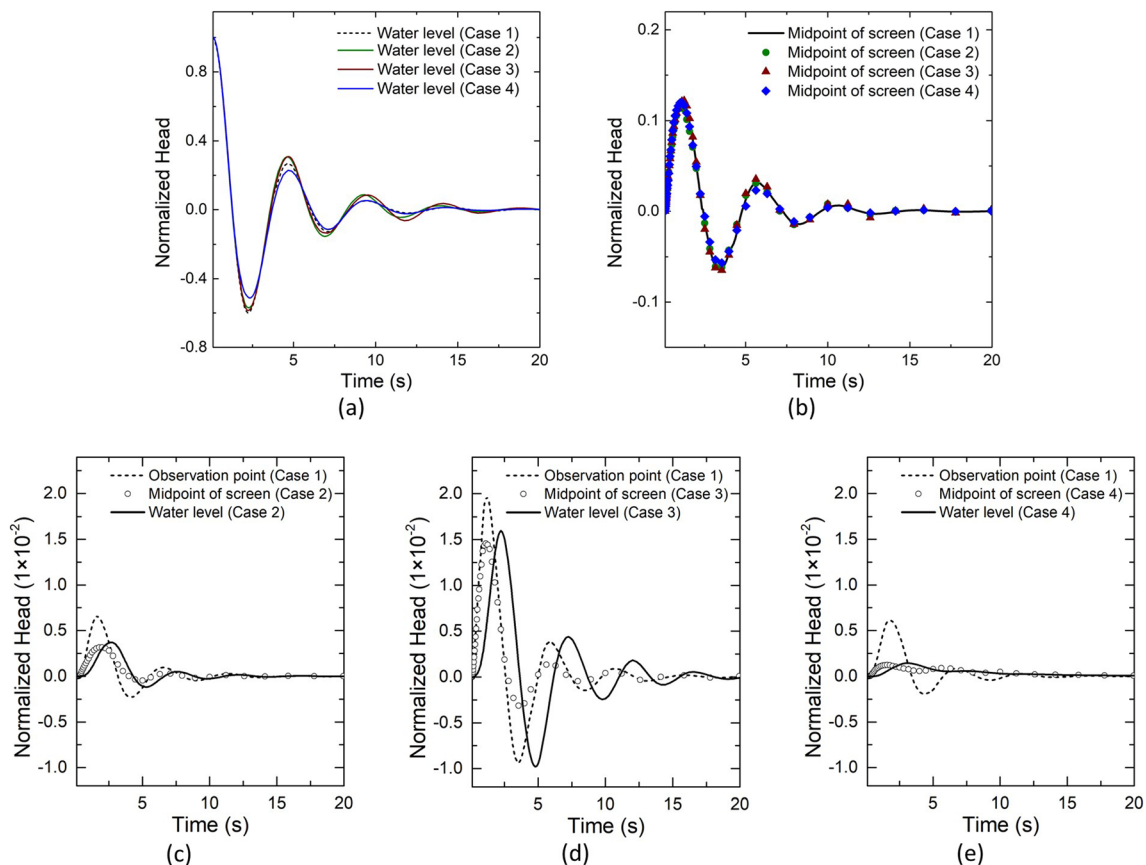 Water level (Case 1)
Water level (Case 2)
Water level (Case 3)
Water level (Case 4)
Normalized Head
0.8
0.4
0.0
-0.4
-0.8
5
10
15
20
Time (s)
(a)
Midpoint of screen (Case 1)
Midpoint of screen (Case 2)
Midpoint of screen (Case 3)
Midpoint of screen (Case 4)
Normalized Head
0.2
0.1
0.0
-0.1
5
10
15
20
Time (s)
(b)
Observation point (Case 1)
Midpoint of screen (Case 2)
Water level (Case 2)
Normalized Head (1×10-2)
2.0
1.5
1.0
0.5
0.0
-0.5
-1.0
5
10
15
20
Time (s)
(c)
Observation point (Case 1)
Midpoint of screen (Case 3)
Water level (Case 3)
Normalized Head (1×10-2)
2.0
1.5
1.0
0.5
0.0
-0.5
-1.0
5
10
15
20
Time (s)
(d)
Observation point (Case 1)
Midpoint of screen (Case 4)
Water level (Case 4)
Normalized Head (1×10-2)
2.0
1.5
1.0
0.5
0.0
-0.5
-1.0
5
10
15
20
Time (s)
(e)